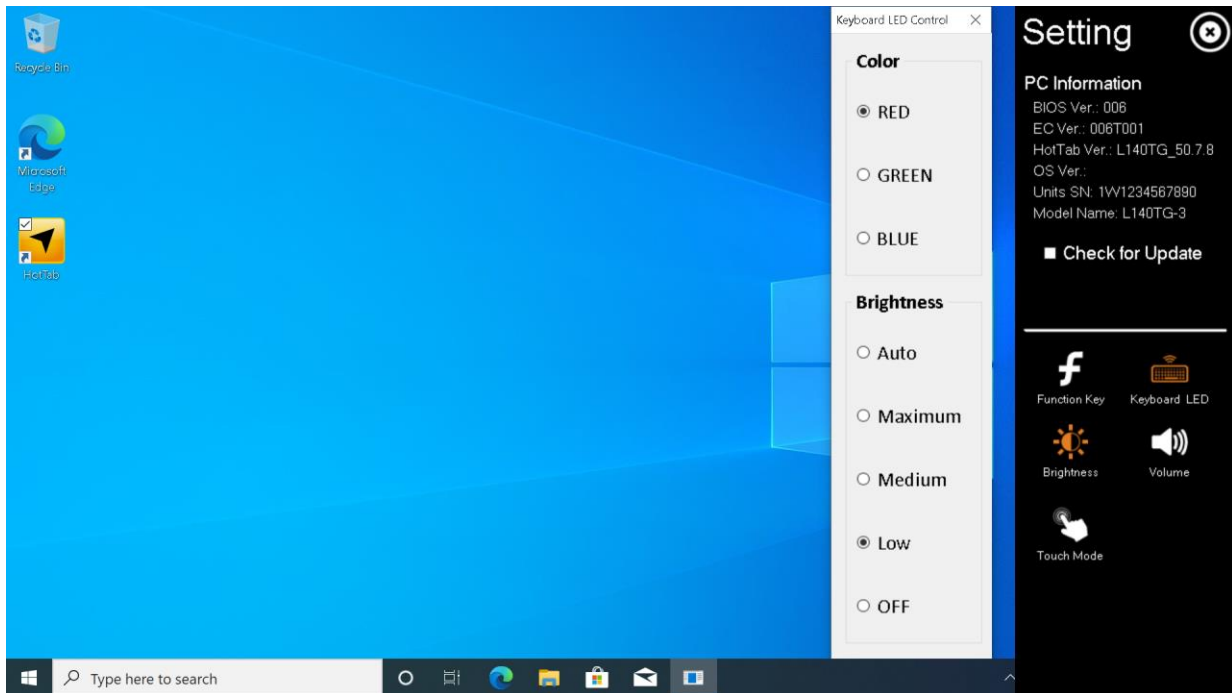 Recycle Bin
Microsoft
Edge
HotTab
Type here to search
Keyboard LED Control
Color
RED
GREEN
BLUE
Brightness
Auto
Maximum
Medium
Low
OFF
Setting
PC Information
BIOS Ver.: 006
EC Ver.: 006T001
HotTab Ver.: L140TG_50.7.8
OS Ver.:
Units SN: 1W1234567890
Model Name: L140TG-3
Check for Update
Function Key
Keyboard LED
Brightness
Volume
Touch Mode